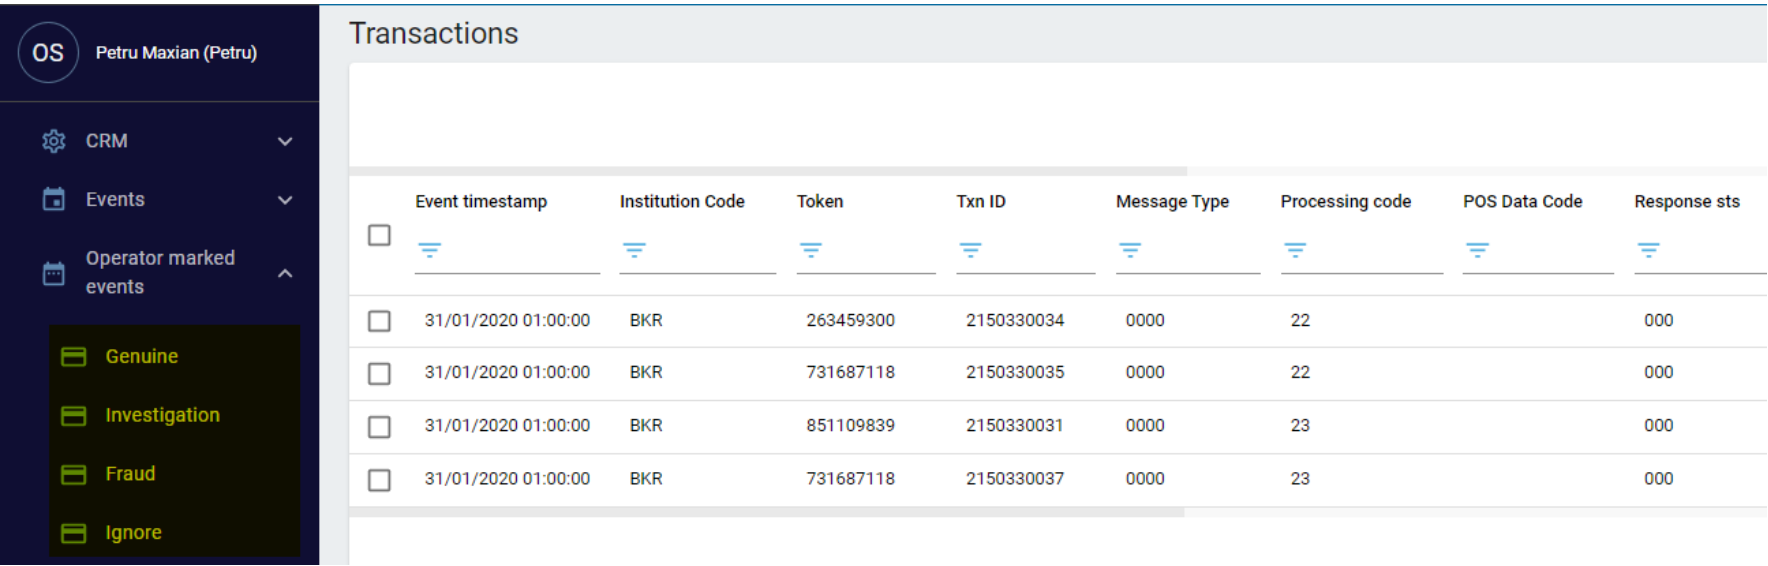 OS
Petru Maxian (Petru)
CRM
Events
Operator marked
events
Genuine
Investigation
Fraud
Ignore
Transactions
Event timestamp Institution Code Token Txn ID Message Type Processing code POS Data Code Response sts
31/01/2020 01:00:00 BKR 263459300 2150330034 0000 22 000
31/01/2020 01:00:00 BKR 731687118 2150330035 0000 22 000
31/01/2020 01:00:00 BKR 851109839 2150330031 0000 23 000
31/01/2020 01:00:00 BKR 731687118 2150330037 0000 23 000